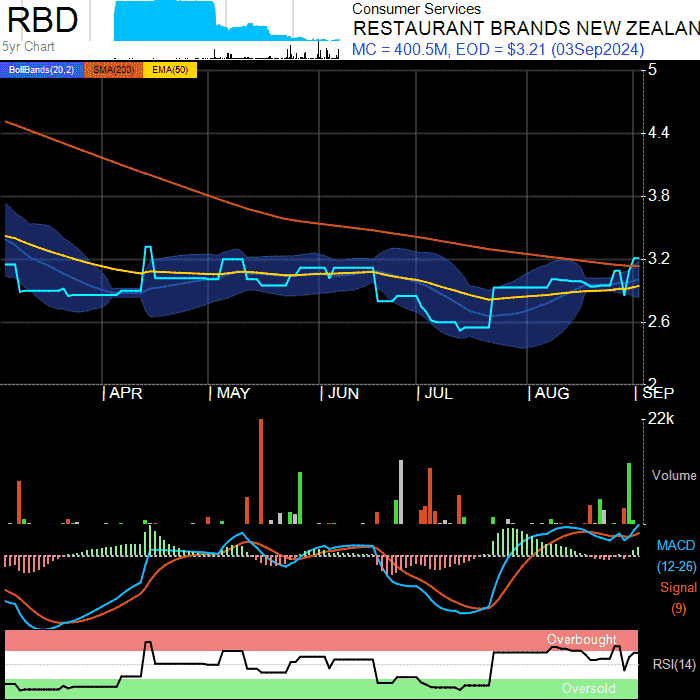 RBD
5yr Chart
Consumer Services
RESTAURANT BRANDS NEW ZEALAN
MC = 400.5M, EOD = $3.21 (03Sep2024)
BollBands(20,2) SMA(200) EMA(50)
5
4.4
3.8
3.2
2.6
2
APR MAY JUN JUL AUG SEP
22k
Volume
MACD
(12-26)
Signal
(9)
Overbought
RSI(14)
Oversold